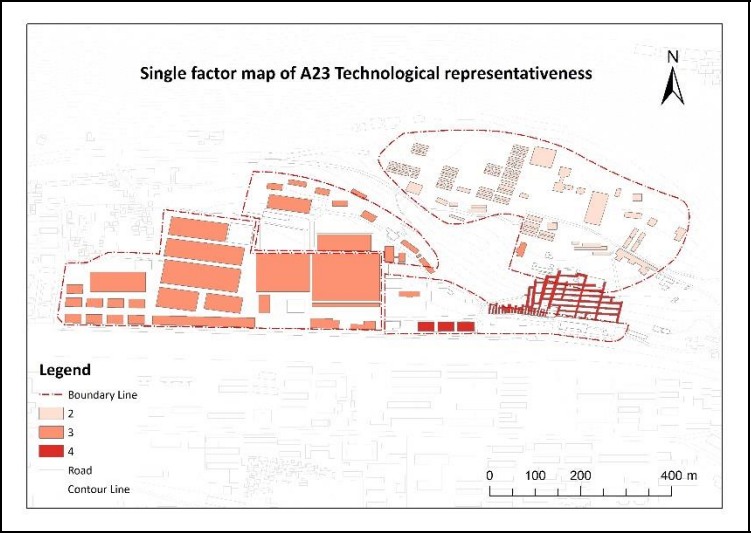 Single factor map of A23 Technological representativeness
N
Legend
Boundary Line
2
3
4
Road
Contour Line
0 100 200 400 m